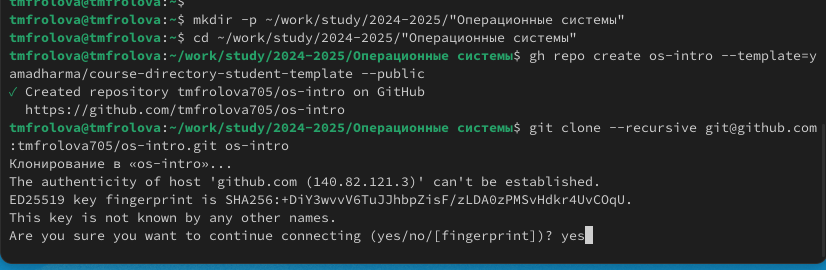 tmfrolova@tmfrolova:~$
tmfrolova@tmfrolova:~$ mkdir -p ~/work/study/2024-2025/"Операционные системы"
tmfrolova@tmfrolova:~$ cd ~/work/study/2024-2025/"Операционные системы"
tmfrolova@tmfrolova:~/work/study/2024-2025/Операционные системы$ gh repo create os-intro --template=y
amadharma/course-directory-student-template --public
✓ Created repository tmfrolova705/os-intro on GitHub
  https://github.com/tmfrolova705/os-intro
tmfrolova@tmfrolova:~/work/study/2024-2025/Операционные системы$ git clone --recursive git@github.com
:tmfrolova705/os-intro.git os-intro
Клонирование в «os-intro»...
The authenticity of host 'github.com (140.82.121.3)' can't be established.
ED25519 key fingerprint is SHA256:+DiY3wvvV6TuJJhbpZisF/zLDA0zPMSvHdkr4UvCOqU.
This key is not known by any other names.
Are you sure you want to continue connecting (yes/no/[fingerprint])? yes